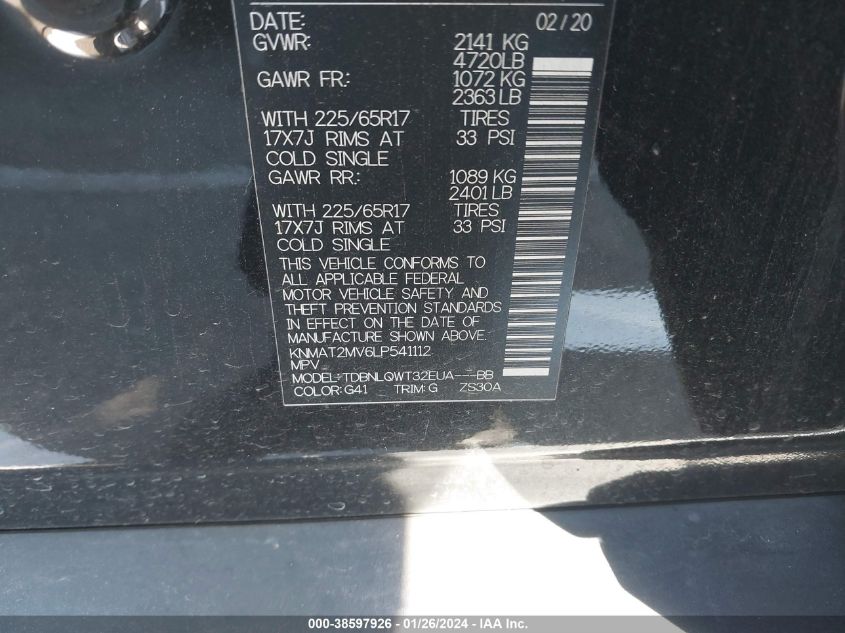 DATE: 02/20
GVWR: 2141 KG
4720LB
GAWR FR: 1072 KG
2363 LB
WITH 225/65R17 TIRES
17X7J RIMS AT 33 PSI
COLD SINGLE
GAWR RR: 1089 KG
2401 LB
WITH 225/65R17 TIRES
17X7J RIMS AT 33 PSI
COLD SINGLE
THIS VEHICLE CONFORMS TO
ALL APPLICABLE FEDERAL
MOTOR VEHICLE SAFETY AND
THEFT PREVENTION STANDARDS
IN EFFECT ON THE DATE OF
MANUFACTURE SHOWN ABOVE.
KNMAT2MV6LP541112
MPV
MODEL: TDBNLQWT32EUA---BB
COLOR: G41 TRIM: G ZS30A
000-38597926 - 01/26/2024 - IAA Inc.